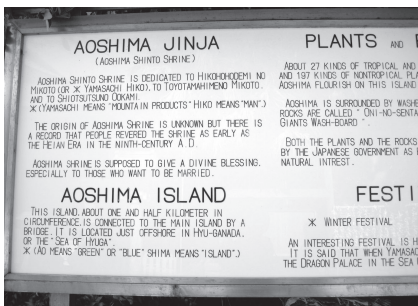 AOSHIMA JINJA
(AOSHIMA SHINTO SHRINE)
AOSHIMA SHINTO SHRINE IS DEDICATED TO HIKOHOHODEMI NO
MIKOTO (OR ✳ YAMASACHI HIKO), TO TOYOTAMAHIMENO MIKOTO,
AND TO SHIOTSUTSUNO OOKAMI.
✳ (YAMASACHI MEANS "MOUNTAIN PRODUCTS" HIKO MEANS "MAN".)
THE ORIGIN OF AOSHIMA SHRINE IS UNKNOWN BUT THERE IS
A RECORD THAT PEOPLE REVERED THE SHRINE AS EARLY AS
THE HEIAN ERA IN THE NINTH-CENTURY A.D.
AOSHIMA SHRINE IS SUPPOSED TO GIVE A DIVINE BLESSING,
ESPECIALLY TO THOSE WHO WANT TO BE MARRIED.
AOSHIMA ISLAND
THIS ISLAND, ABOUT ONE AND HALF KILOMETER IN
CIRCUMFERENCE, IS CONNECTED TO THE MAIN ISLAND BY A
BRIDGE. IT IS LOCATED JUST OFFSHORE IN HYU-GANADA,
OR THE "SEA OF HYUGA".
✳ (AO MEANS "GREEN" OR "BLUE" SHIMA MEANS "ISLAND".)
PLANTS AND
ABOUT 27 KINDS OF TROPICAL AND
AND 197 KINDS OF NONTROPICAL PLA
AOSHIMA FLOURISH ON THIS ISLAND
AOSHIMA IS SURROUNDED BY WASHE
ROCKS ARE CALLED "ONI-NO-SENTA
GIANTS WASH-BOARD".
BOTH THE PLANTS AND THE ROCKS
BY THE JAPANESE GOVERNMENT AS
NATURAL INTREST.
FESTI
✳ WINTER FESTIVAL
AN INTERESTING FESTIVAL IS H
IT IS SAID THAT WHEN YAMASAC
THE DRAGON PALACE IN THE SEA